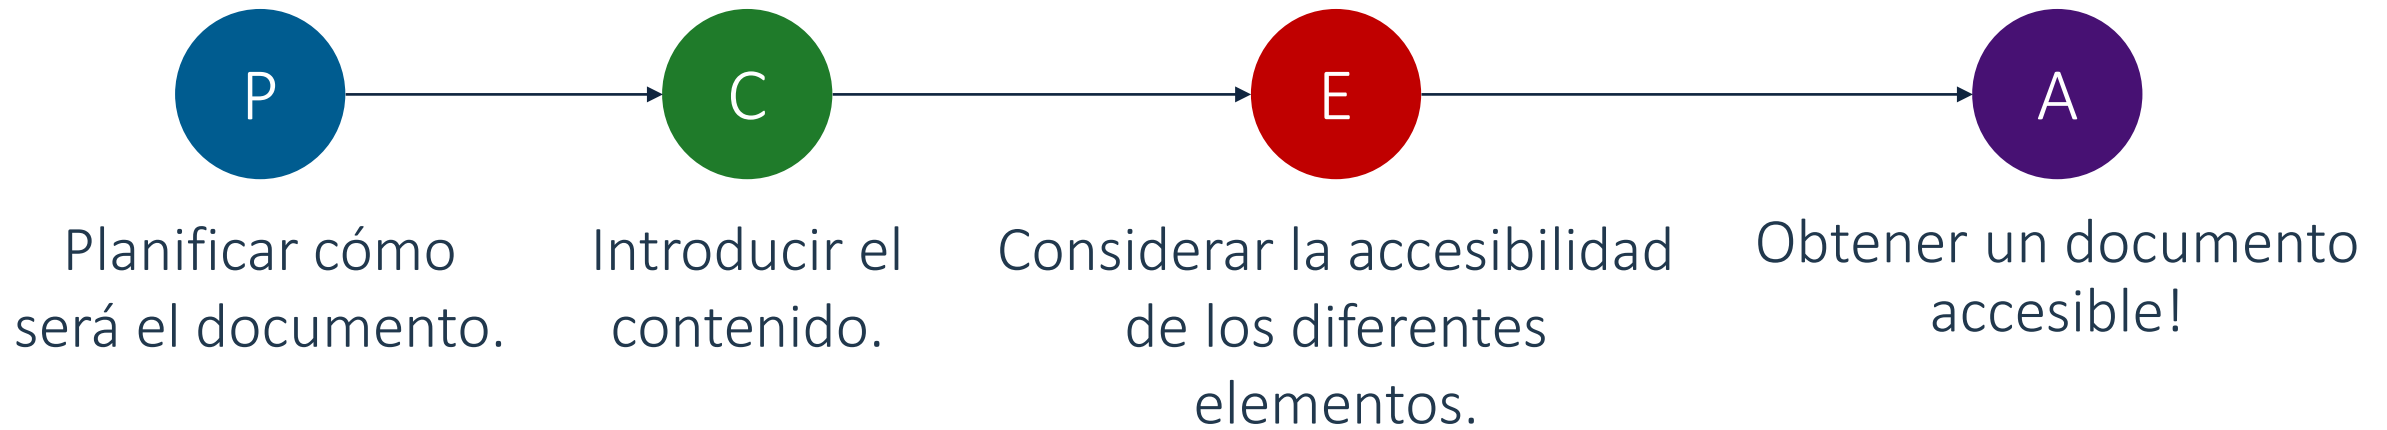 P
Planificar cómo
será el documento.
C
Introducir el
contenido.
E
Considerar la accesibilidad
de los diferentes
elementos.
A
Obtener un documento
accesible!